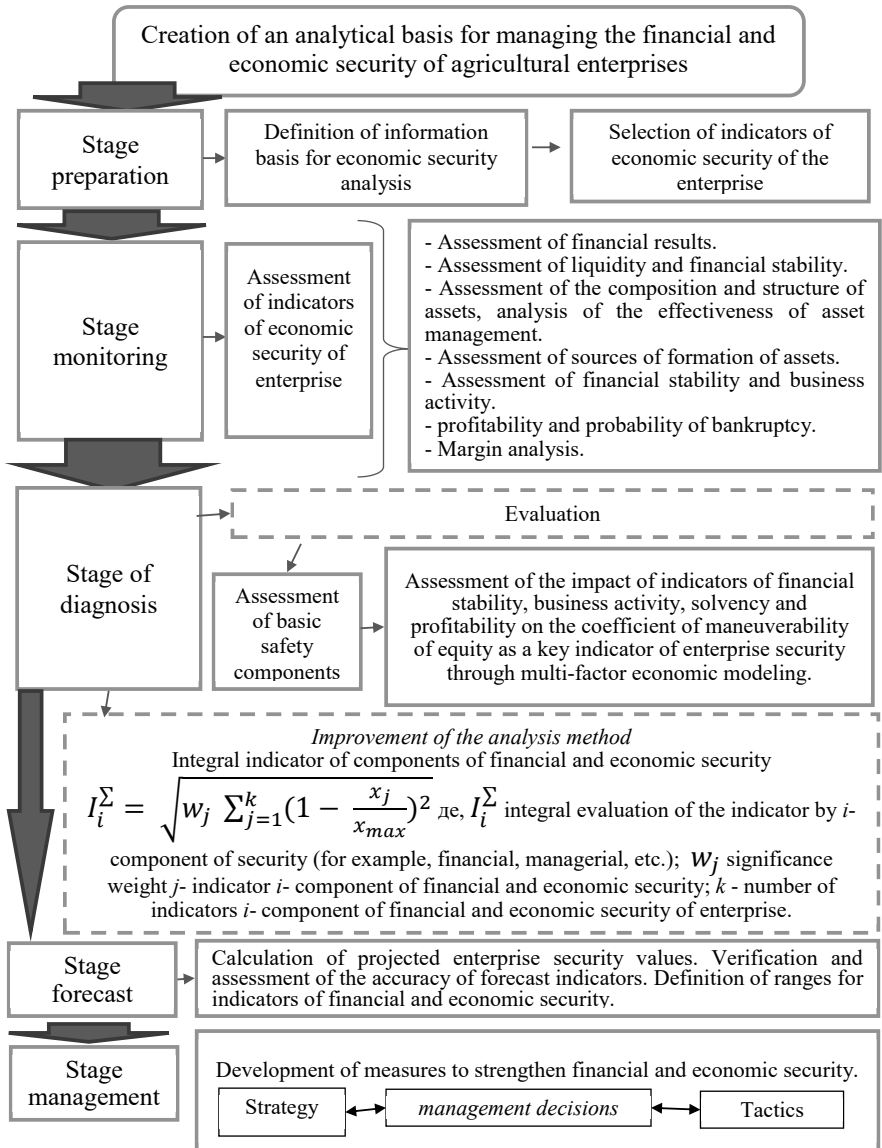 Creation of an analytical basis for managing the financial and
economic security of agricultural enterprises
Stage
preparation
Definition of information
basis for economic security
analysis
Selection of indicators of
economic security of the
enterprise
Stage
monitoring
Assessment
of indicators
of economic
security of
enterprise
- Assessment of financial results.
- Assessment of liquidity and financial stability.
- Assessment of the composition and structure of
assets, analysis of the effectiveness of asset
management.
- Assessment of sources of formation of assets.
- Assessment of financial stability and business
activity.
- profitability and probability of bankruptcy.
- Margin analysis.
Stage of
diagnosis
Evaluation
Assessment
of basic
safety
components
Assessment of the impact of indicators of financial
stability, business activity, solvency and
profitability on the coefficient of maneuverability
of equity as a key indicator of enterprise security
through multi-factor economic modeling.
Improvement of the analysis method
Integral indicator of components of financial and economic security
I_i^Σ = √(w_j ∑_{j=1}^k (1 − x_j/x_max)^2) де, I_i^Σ integral evaluation of the indicator by i-
component of security (for example, financial, managerial, etc.); w_j significance
weight j- indicator i- component of financial and economic security; k - number of
indicators i- component of financial and economic security of enterprise.
Stage
forecast
Calculation of projected enterprise security values. Verification and
assessment of the accuracy of forecast indicators. Definition of ranges for
indicators of financial and economic security.
Stage
management
Development of measures to strengthen financial and economic security.
Strategy
management decisions
Tactics